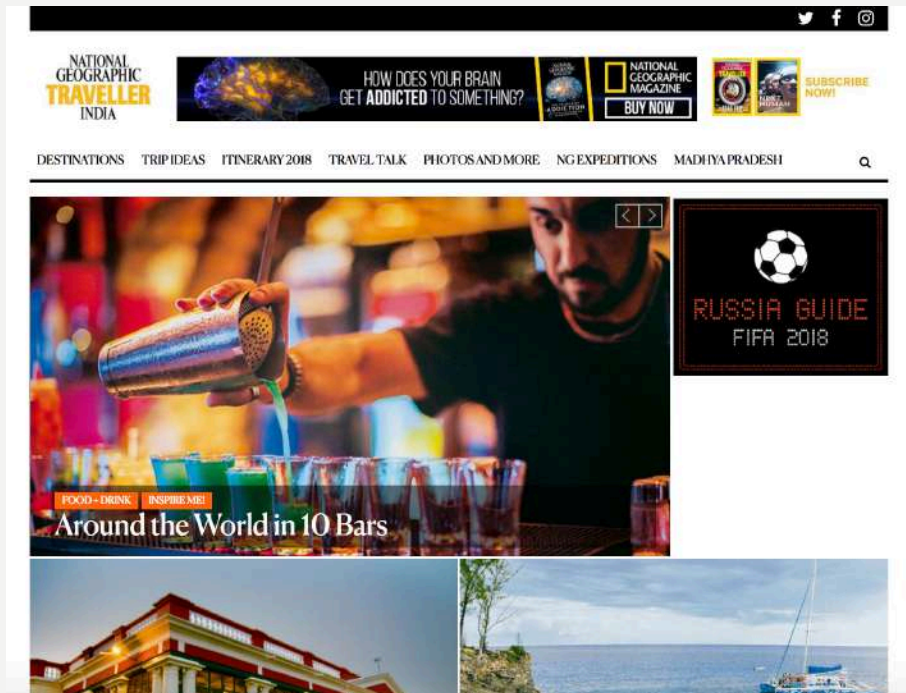 NATIONAL
GEOGRAPHIC
TRAVELLER
INDIA
HOW DOES YOUR BRAIN
GET ADDICTED TO SOMETHING?
NATIONAL
GEOGRAPHIC
MAGAZINE
BUY NOW
SUBSCRIBE
NOW!
DESTINATIONS TRIP IDEAS ITINERARY 2018 TRAVEL TALK PHOTOS AND MORE NG EXPEDITIONS MADHYA PRADESH
RUSSIA GUIDE
FIFA 2018
FOOD + DRINK INSPIRE ME!
Around the World in 10 Bars